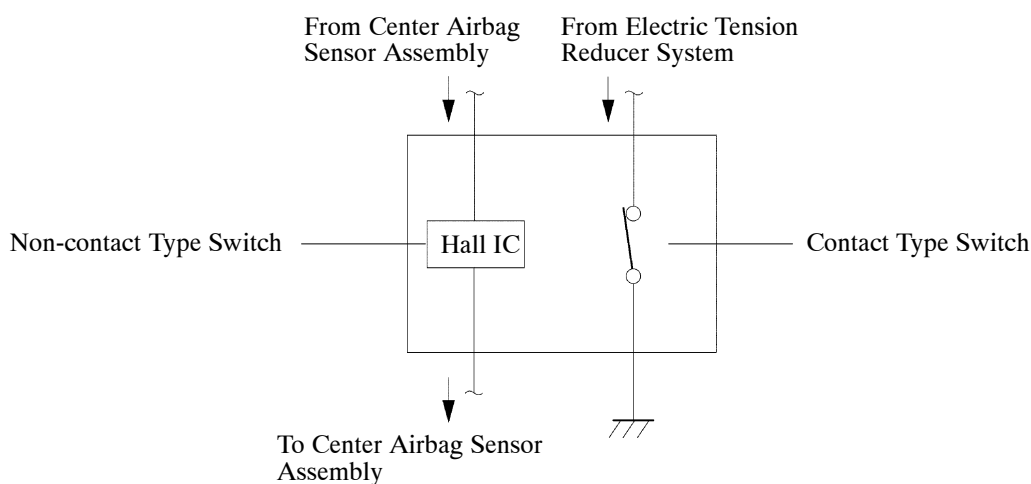 From Center Airbag
Sensor Assembly
From Electric Tension
Reducer System
Non-contact Type Switch
Hall IC
Contact Type Switch
To Center Airbag Sensor
Assembly